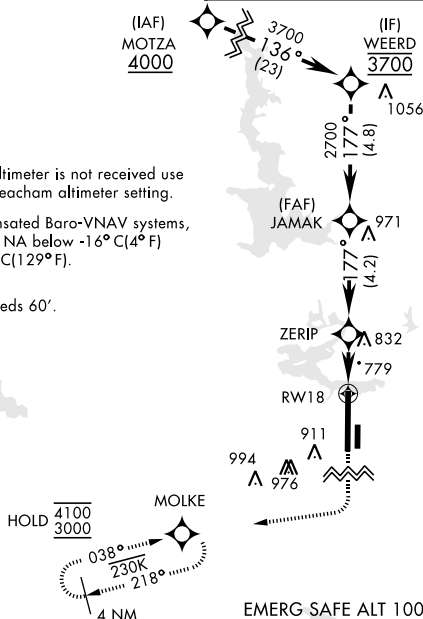 (IAF)
MOTZA
4000
3700
136°
(23)
(IF)
WEERD
3700
1056
2700
177°
(4.8)
ltimeter is not received use
eacham altimeter setting.
nsated Baro-VNAV systems,
NA below -16°C(4°F)
C(129°F).
eds 60'.
(FAF)
JAMAK
971
177°
(4.2)
ZERIP
832
779
RW18
911
994
976
HOLD
4100
3000
MOLKE
038°
230K
218°
4 NM
EMERG SAFE ALT 100